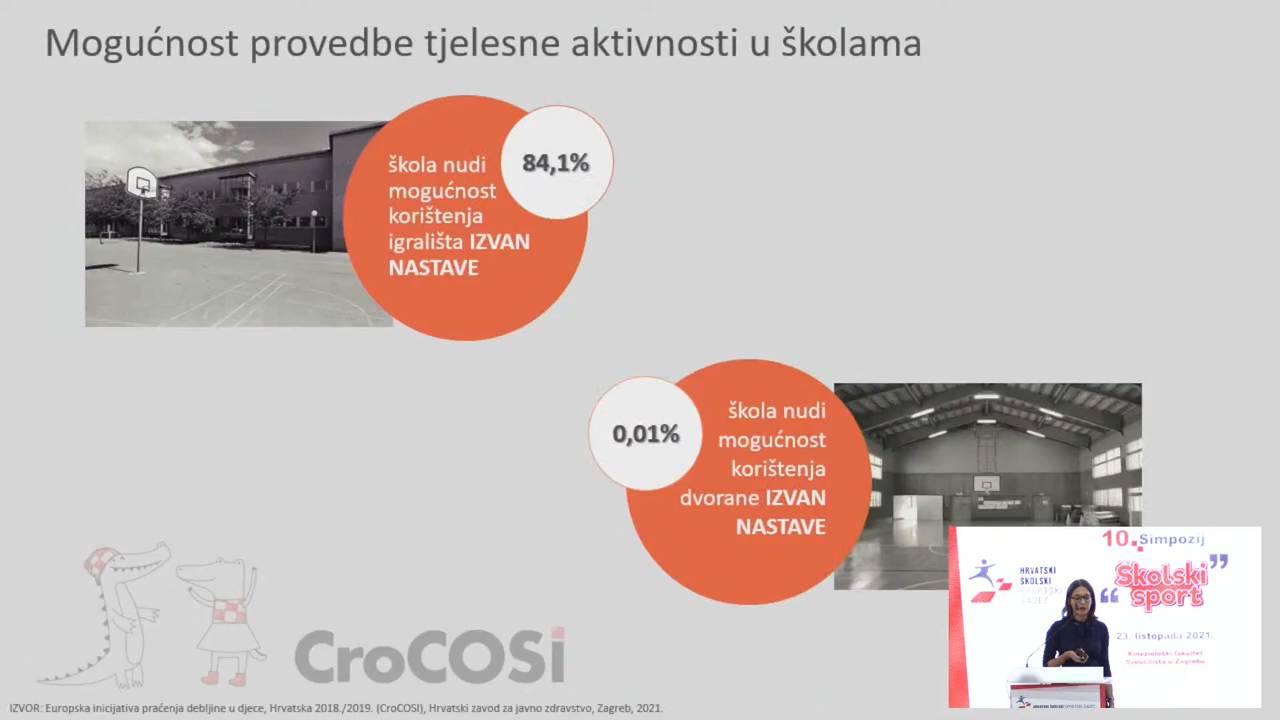 Mogućnost provedbe tjelesne aktivnosti u školama
škola nudi
mogućnost
korištenja
igrališta IZVAN
NASTAVE
84,1%
0,01%
škola nudi
mogućnost
korištenja
dvorane IZVAN
NASTAVE
CroCOSi
10. Simpozij
HRVATSKI
ŠKOLSKI
SPORTSKI
SAVEZ
„Školski
sport”
23. listopada 2021.
Kineziološki fakultet
Sveučilišta u Zagrebu
IZVOR: Europska inicijativa praćenja debljine u djece, Hrvatska 2018./2019. (CroCOSI), Hrvatski zavod za javno zdravstvo, Zagreb, 2021.